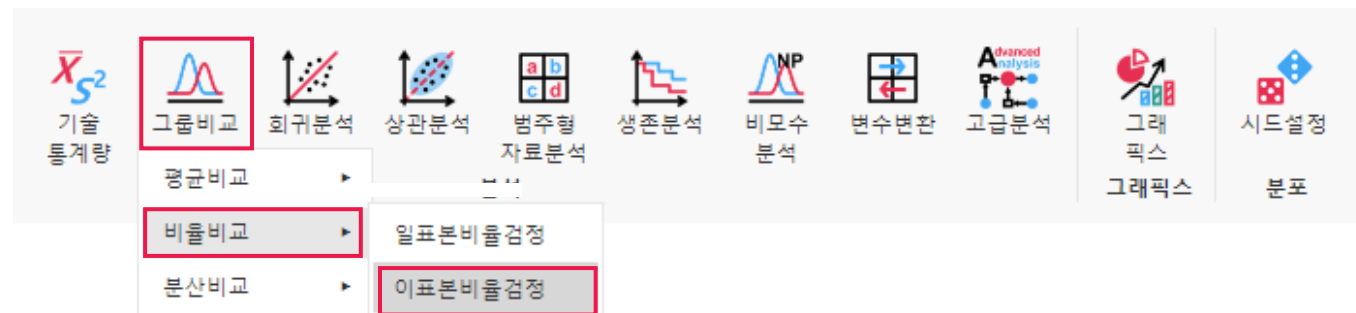 X̄ S²
Advanced
Analysis
NP
a b
c d
기술
통계량
그룹비교
회귀분석
상관분석
범주형
자료분석
생존분석
비모수
분석
변수변환
고급분석
그래
픽스
시드설정
그래픽스
분포
평균비교
비율비교
일표본비율검정
분산비교
이표본비율검정